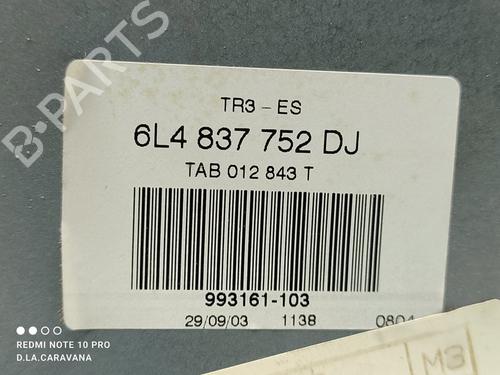 B-PARTS
TR3 - ES
6L4 837 752 DJ
TAB 012 843 T
993161-103
29/09/03 1138 0804
M3
REDMI NOTE 10 PRO
D.LA.CARAVANA